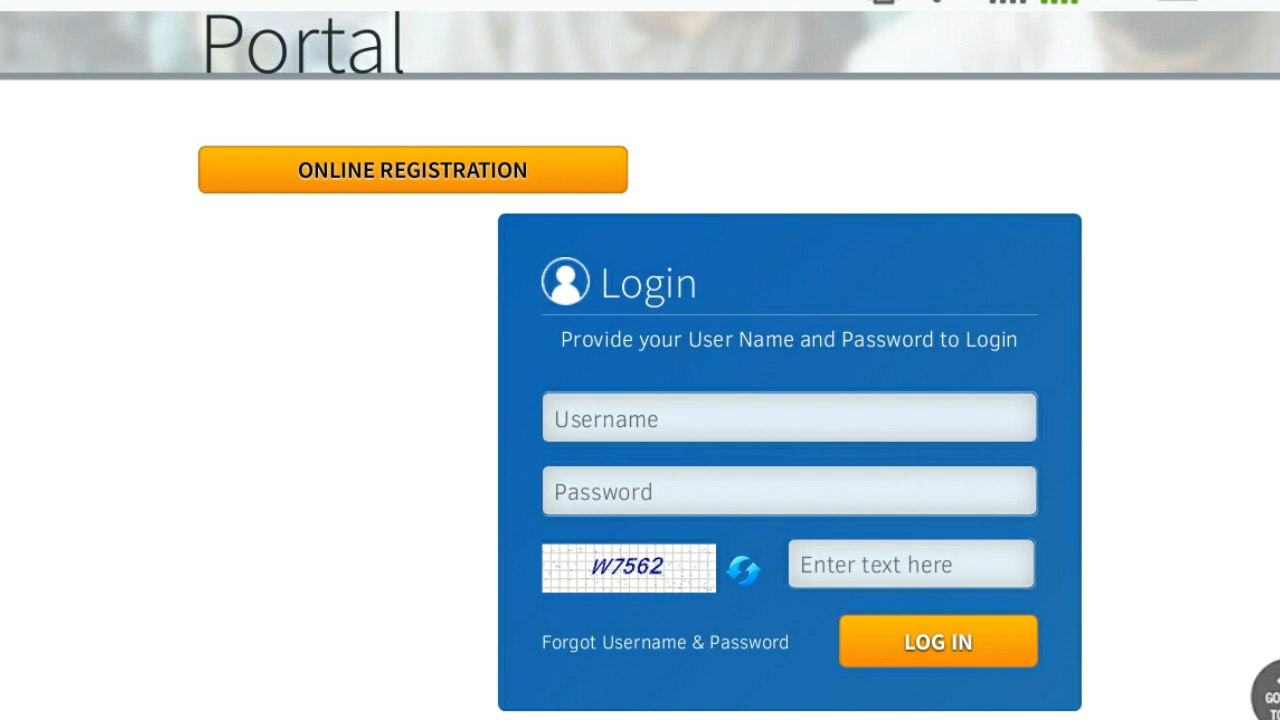 Portal
ONLINE REGISTRATION
Login
Provide your User Name and Password to Login
Username
Password
W7562
Enter text here
Forgot Username & Password
LOG IN
GO